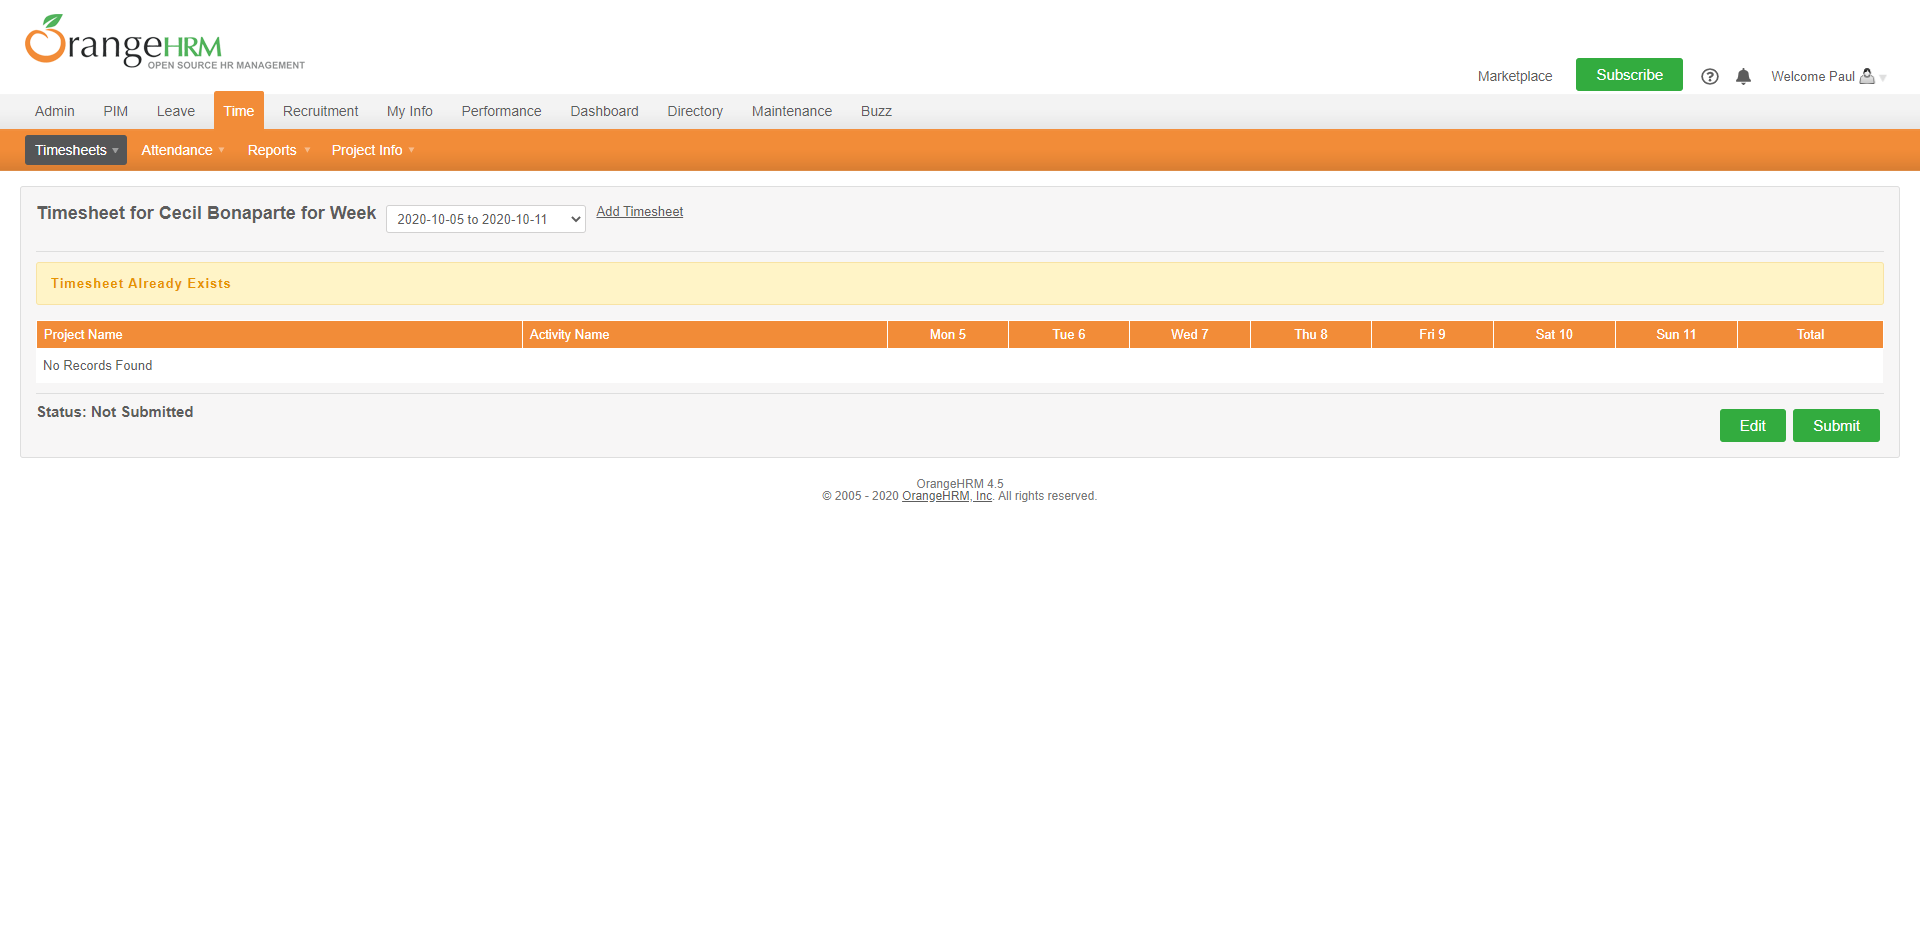 OrangeHRM
OPEN SOURCE HR MANAGEMENT
Marketplace Subscribe Welcome Paul
Admin PIM Leave Time Recruitment My Info Performance Dashboard Directory Maintenance Buzz
Timesheets Attendance Reports Project Info
Timesheet for Cecil Bonaparte for Week 2020-10-05 to 2020-10-11 Add Timesheet
Timesheet Already Exists
Project Name Activity Name Mon 5 Tue 6 Wed 7 Thu 8 Fri 9 Sat 10 Sun 11 Total
No Records Found
Status: Not Submitted
Edit Submit
OrangeHRM 4.5
© 2005 - 2020 OrangeHRM, Inc. All rights reserved.